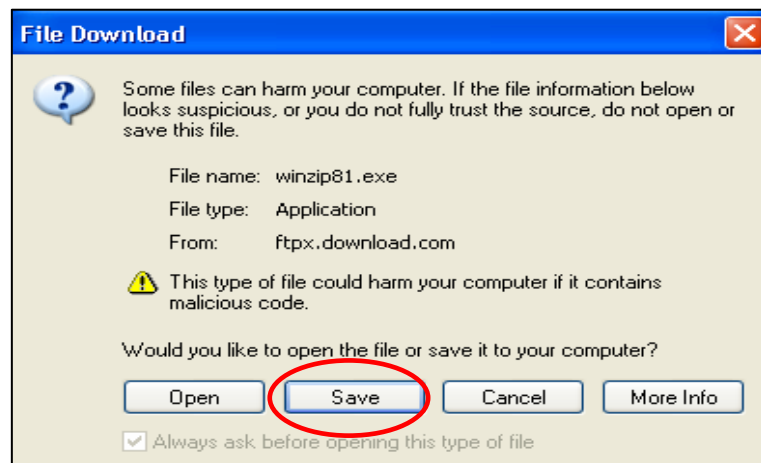 File Download
Some files can harm your computer. If the file information below
looks suspicious, or you do not fully trust the source, do not open or
save this file.
File name: winzip81.exe
File type: Application
From: ftpx.download.com
This type of file could harm your computer if it contains
malicious code.
Would you like to open the file or save it to your computer?
Open Save Cancel More Info
Always ask before opening this type of file